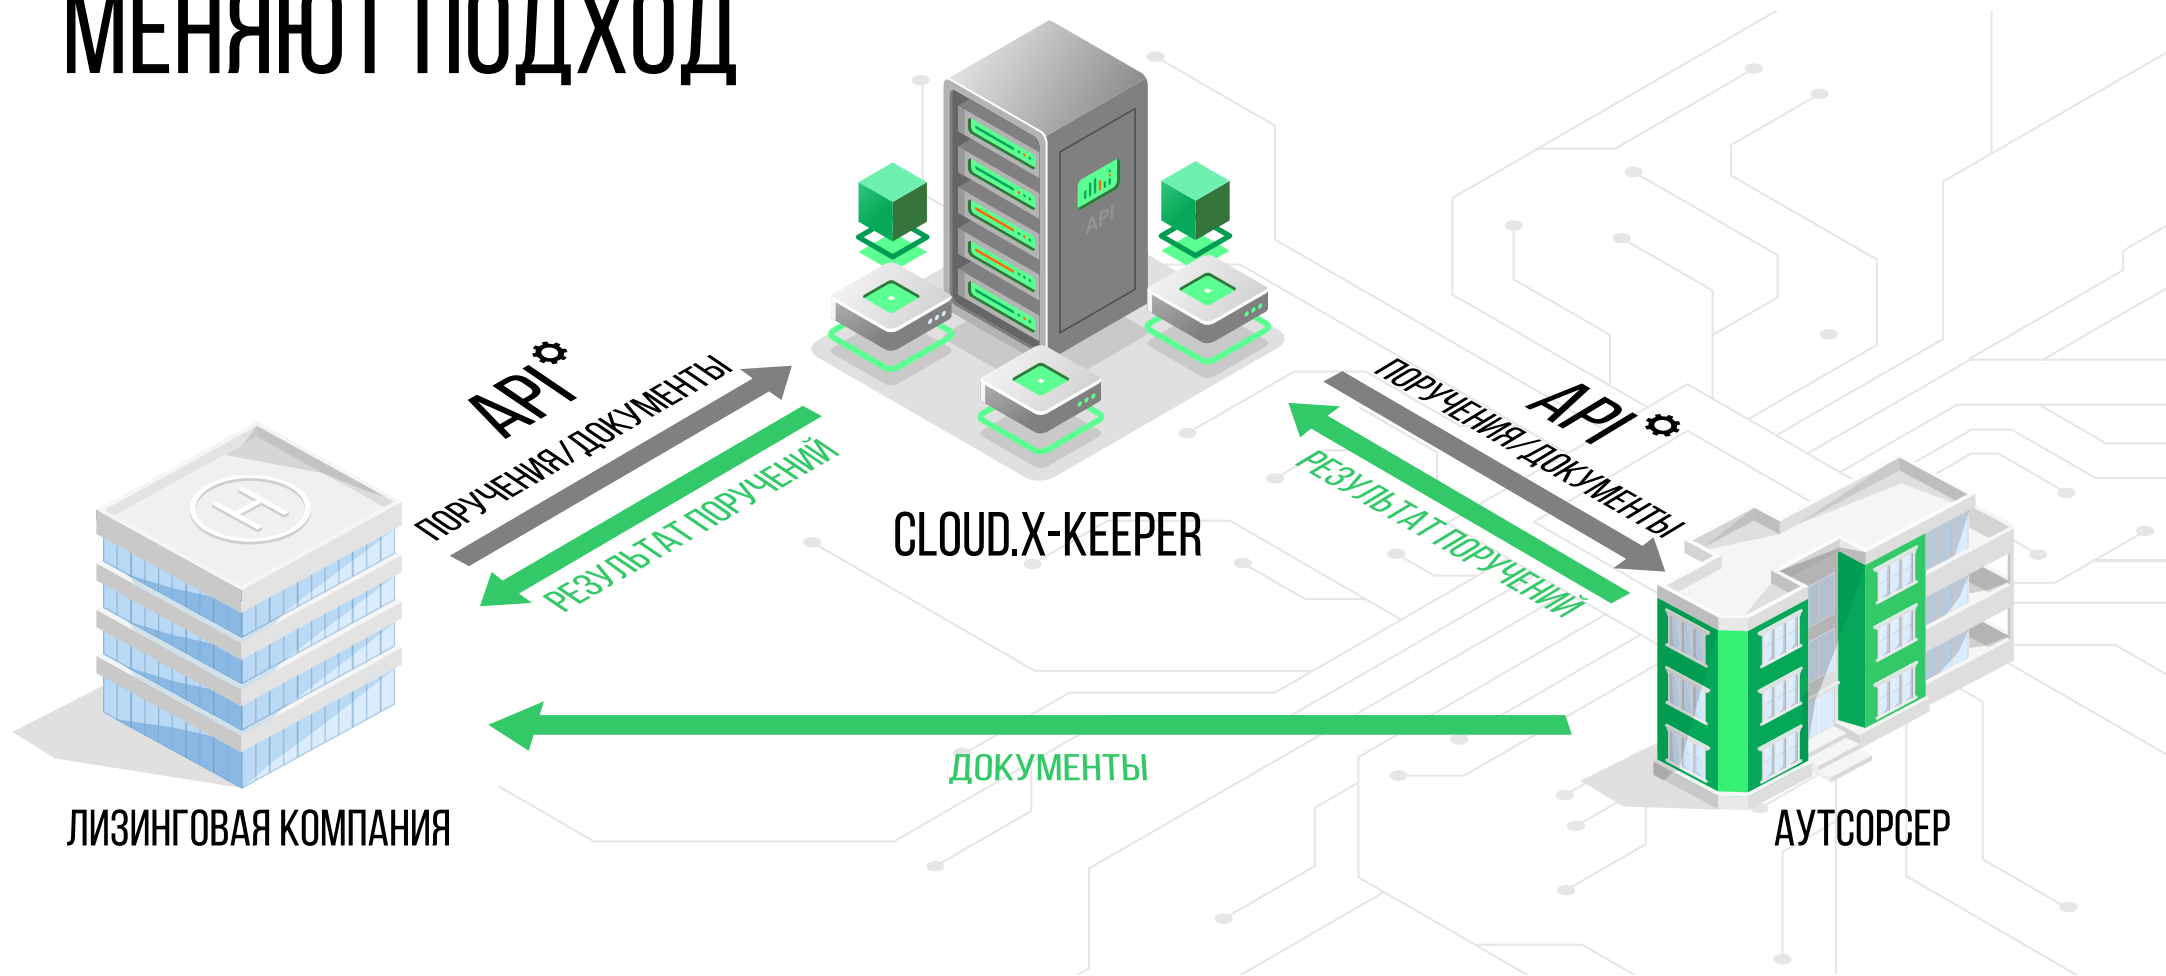 МЕНЯЮТ ПОДХОД
API
API
ПОРУЧЕНИЯ/ДОКУМЕНТЫ
РЕЗУЛЬТАТ ПОРУЧЕНИЙ
API
ПОРУЧЕНИЯ/ДОКУМЕНТЫ
РЕЗУЛЬТАТ ПОРУЧЕНИЙ
CLOUD.X-KEEPER
ДОКУМЕНТЫ
ЛИЗИНГОВАЯ КОМПАНИЯ
АУТСОРСЕР